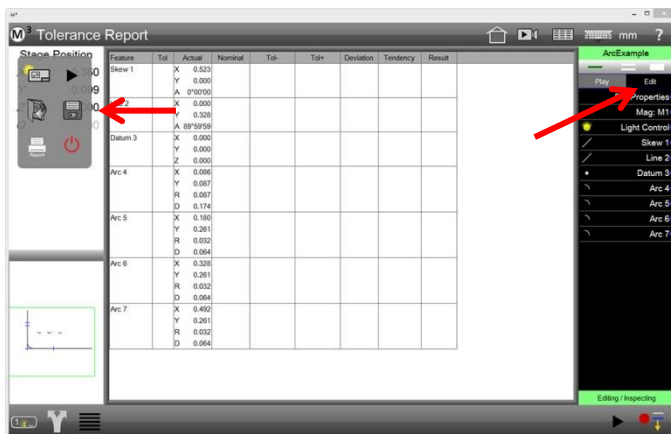 M³
M³ Tolerance Report
mm ?
Stage Position
Feature Tol Actual Nominal Tol- Tol+ Deviation Tendency Result
Skew 1 X 0.523
Y 0.000
A 0°00'00
X 0.000
Y 0.328
A 89°59'59
Datum 3 X 0.000
Y 0.000
Z 0.000
Arc 4 X 0.086
Y 0.087
R 0.087
D 0.174
Arc 5 X 0.180
Y 0.261
R 0.032
D 0.064
Arc 6 X 0.328
Y 0.261
R 0.032
D 0.064
Arc 7 X 0.492
Y 0.261
R 0.032
D 0.064
Report
ArcExample
Play Edit
Properties
Mag: M1
Light Control
Skew 1
Line 2
Datum 3
Arc 4
Arc 5
Arc 6
Arc 7
Editing / Inspecting